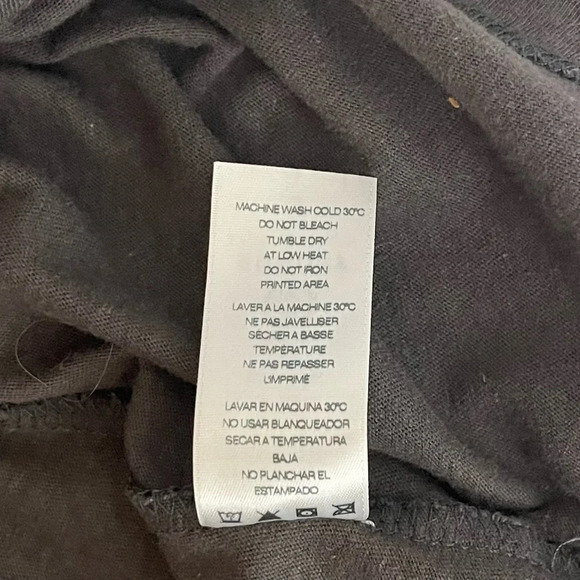 MACHINE WASH COLD 30°C
DO NOT BLEACH
TUMBLE DRY
AT LOW HEAT
DO NOT IRON
PRINTED AREA
LAVER A LA MACHINE 30°C
NE PAS JAVELLISER
SÉCHER A BASSE
TEMPÉRATURE
NE PAS REPASSER
L'IMPRIMÉ
LAVAR EN MAQUINA 30°C
NO USAR BLANQUEADOR
SECAR A TEMPERATURA
BAJA
NO PLANCHAR EL
ESTAMPADO